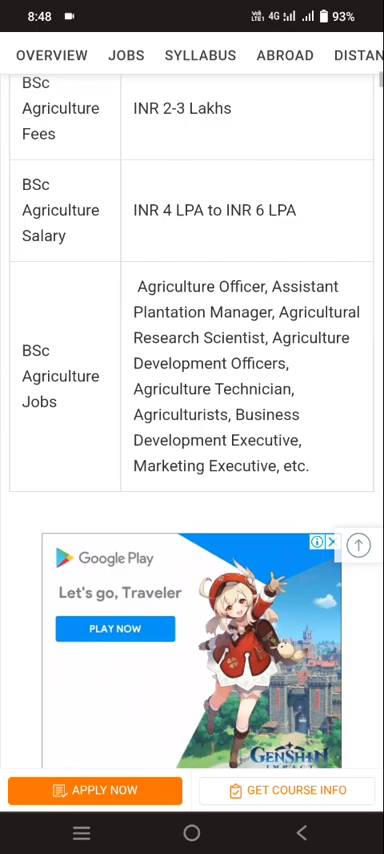 8:48
Vo)) LTE1 4G 93%
OVERVIEW JOBS SYLLABUS ABROAD DISTAN
BSc
Agriculture
Fees
INR 2-3 Lakhs
BSc
Agriculture
Salary
INR 4 LPA to INR 6 LPA
BSc
Agriculture
Jobs
Agriculture Officer, Assistant
Plantation Manager, Agricultural
Research Scientist, Agriculture
Development Officers,
Agriculture Technician,
Agriculturists, Business
Development Executive,
Marketing Executive, etc.
Google Play
Let's go, Traveler
PLAY NOW
GENSHIN
IMPACT
APPLY NOW
GET COURSE INFO